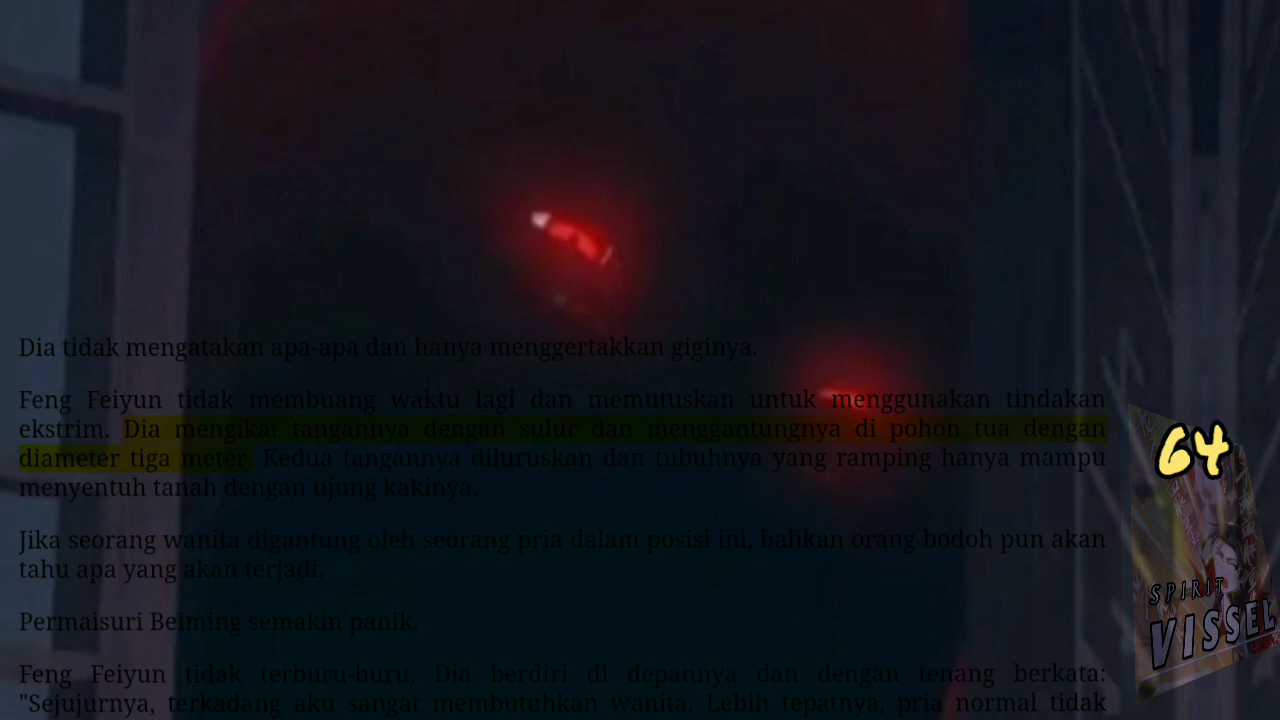 Dia tidak mengatakan apa-apa dan hanya menggertakkan giginya.
Feng Feiyun tidak membuang waktu lagi dan memutuskan untuk menggunakan tindakan
ekstrim. Dia mengikat tangannya dengan sulur dan menggantungnya di pohon tua dengan
diameter tiga meter. Kedua tangannya diluruskan dan tubuhnya yang ramping hanya mampu
menyentuh tanah dengan ujung kakinya.
Jika seorang wanita digantung oleh seorang pria dalam posisi ini, bahkan orang bodoh pun akan
tahu apa yang akan terjadi.
Permaisuri Beiming semakin panik.
Feng Feiyun tidak terburu-buru. Dia berdiri di depannya dan dengan tenang berkata:
"Sejujurnya, terkadang aku sangat membutuhkan wanita. Lebih tepatnya, pria normal tidak
64
SPIRIT
VISSEL